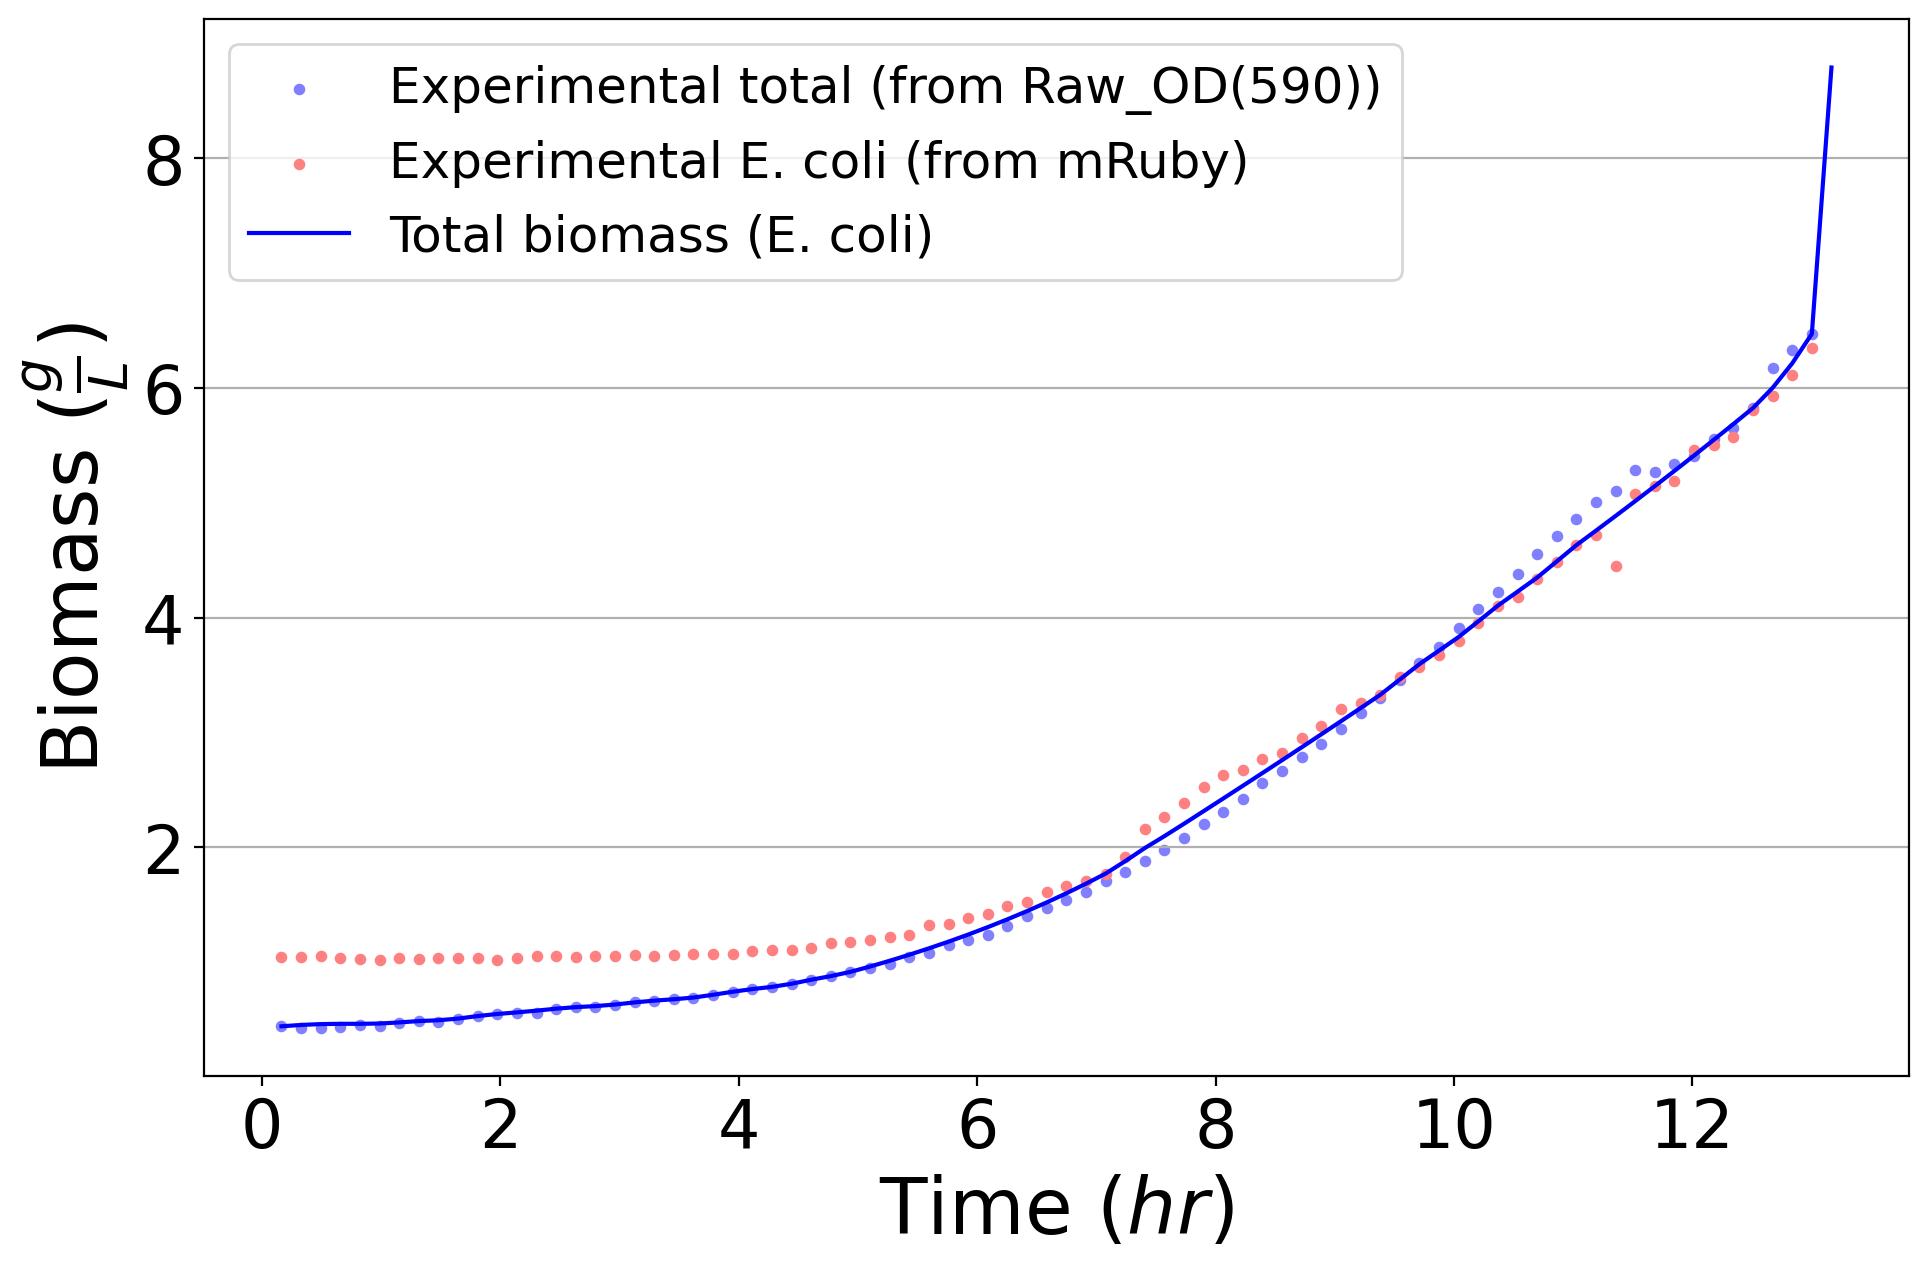 Experimental total (from Raw_OD(590))
Experimental E. coli (from mRuby)
Total biomass (E. coli)
Biomass (g/L)
8
6
4
2
0 2 4 6 8 10 12
Time (hr)